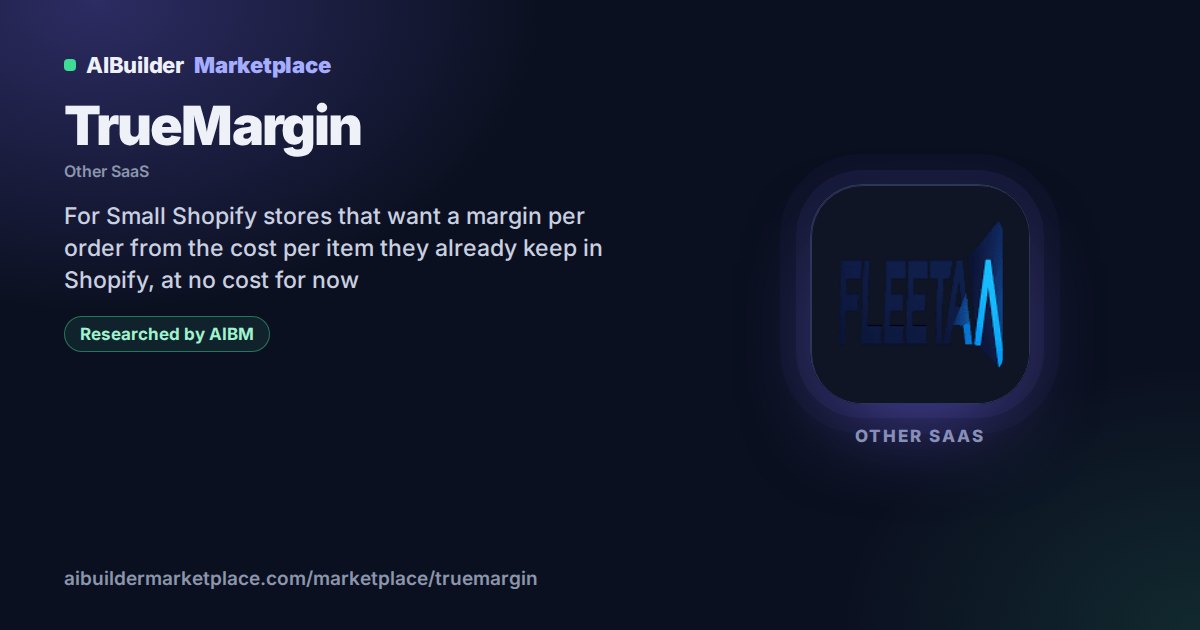 AIBuilder Marketplace
TrueMargin
Other SaaS
For Small Shopify stores that want a margin per
order from the cost per item they already keep in
Shopify, at no cost for now
Researched by AIBM
FLEETA
OTHER SAAS
aibuildermarketplace.com/marketplace/truemargin